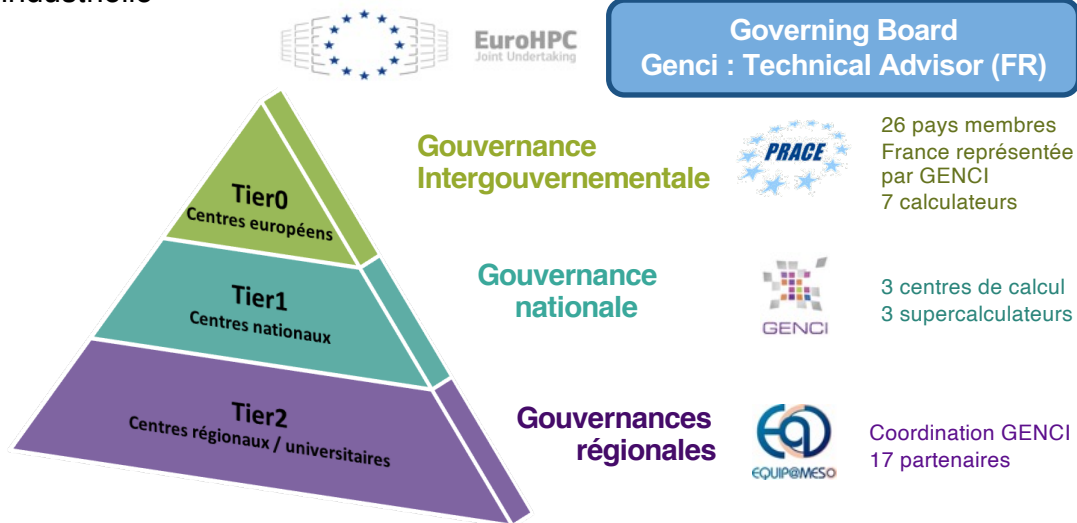 industrielle
EuroHPC
Joint Undertaking
Governing Board
Genci : Technical Advisor (FR)
Gouvernance
Intergouvernementale
PRACE
26 pays membres
France représentée
par GENCI
7 calculateurs
Tier0
Centres européens
Gouvernance
nationale
GENCI
3 centres de calcul
3 supercalculateurs
Tier1
Centres nationaux
Gouvernances
régionales
EQUIP@MESO
Coordination GENCI
17 partenaires
Tier2
Centres régionaux / universitaires